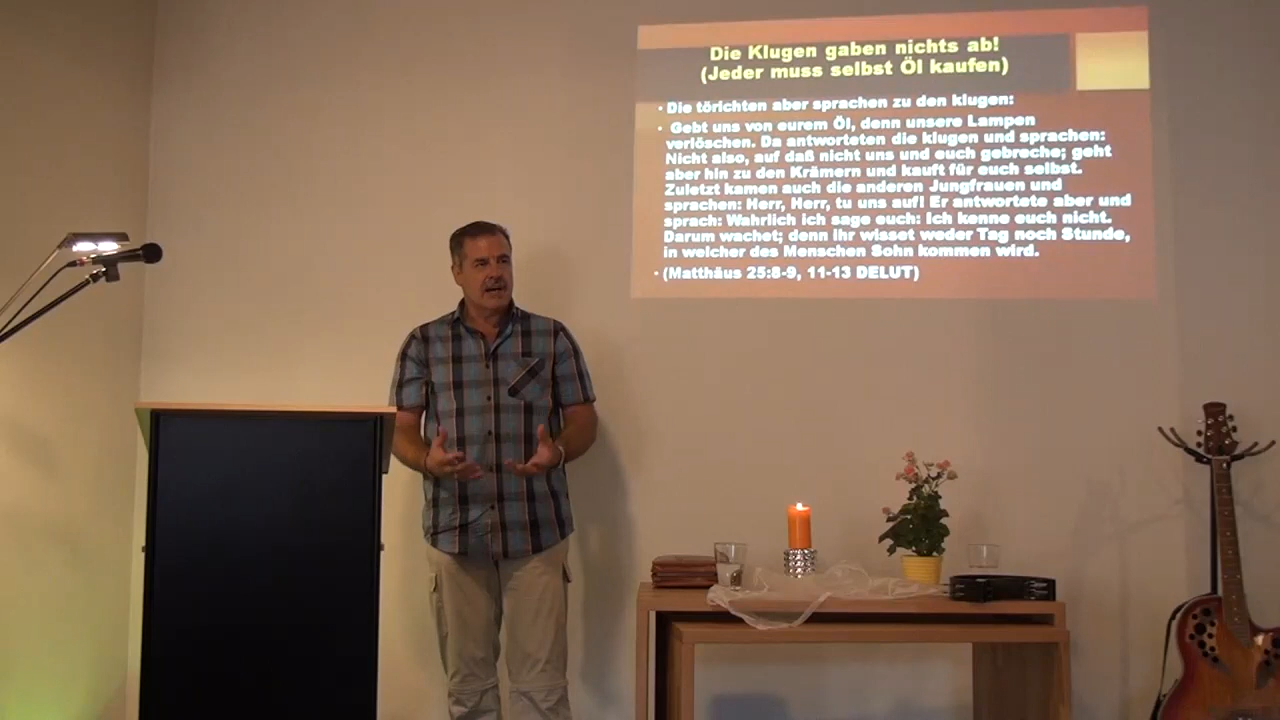 Die Klugen gaben nichts ab!
(Jeder muss selbst Öl kaufen)
• Die törichten aber sprachen zu den klugen:
• Gebt uns von eurem Öl, denn unsere Lampen
verlöschen. Da antworteten die klugen und sprachen:
Nicht also, auf daß nicht uns und euch gebreche; geht
aber hin zu den Krämern und kauft für euch selbst.
Zuletzt kamen auch die anderen Jungfrauen und
sprachen: Herr, Herr, tu uns auf! Er antwortete aber und
sprach: Wahrlich ich sage euch: Ich kenne euch nicht.
Darum wachet; denn ihr wisset weder Tag noch Stunde,
in welcher des Menschen Sohn kommen wird.
• (Matthäus 25:8-9, 11-13 DELUT)